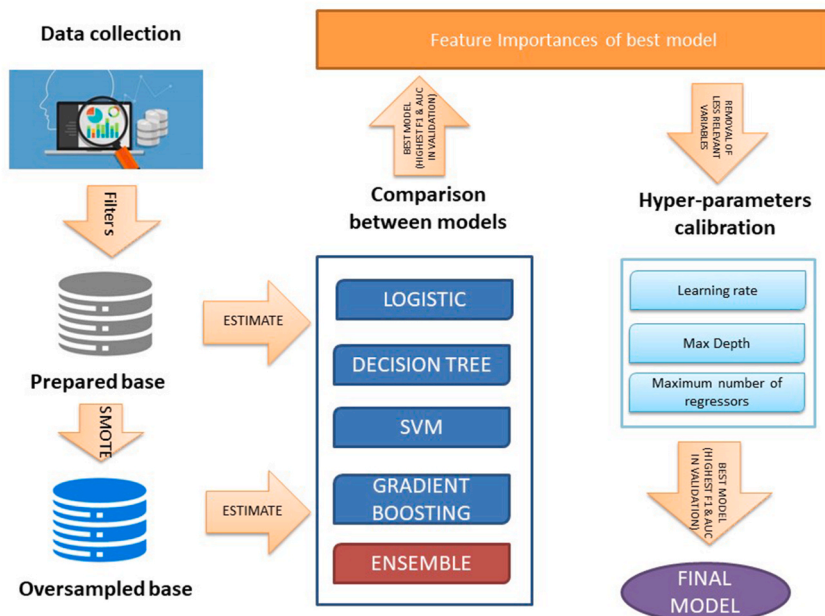 Data collection
Filters
Prepared base
SMOTE
Oversampled base
ESTIMATE
ESTIMATE
Feature Importances of best model
BEST MODEL
(HIGHEST F1 & AUC
IN VALIDATION)
Comparison
between models
LOGISTIC
DECISION TREE
SVM
GRADIENT
BOOSTING
ENSEMBLE
REMOVAL OF
LESS RELEVANT
VARIABLES
Hyper-parameters
calibration
Learning rate
Max Depth
Maximum number of
regressors
BEST MODEL
(HIGHEST F1 & AUC
IN VALIDATION)
FINAL
MODEL